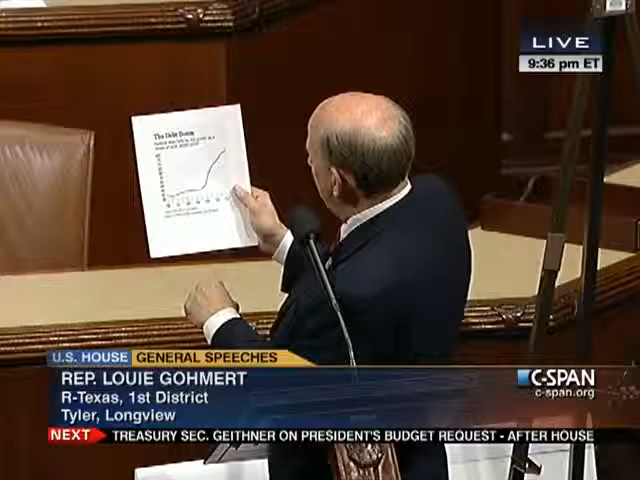 LIVE
9:36 pm ET
The Debt Boom
U.S. HOUSE GENERAL SPEECHES
REP. LOUIE GOHMERT
R-Texas, 1st District
Tyler, Longview
C-SPAN
c-span.org
NEXT TREASURY SEC. GEITHNER ON PRESIDENT'S BUDGET REQUEST - AFTER HOUSE